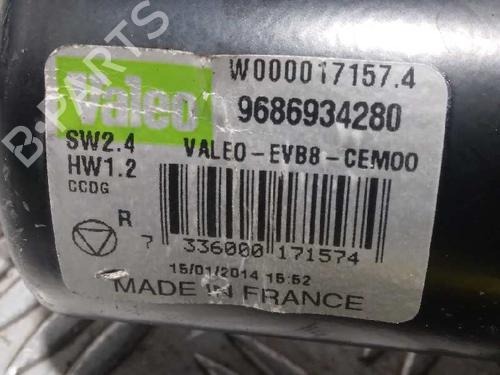 Valeo
W000017157.4
9686934280
SW2.4
VALEO-EVB8-CEM00
HW1.2
CCDG
R
7 336000 171574
15/01/2014 15:52
MADE IN FRANCE